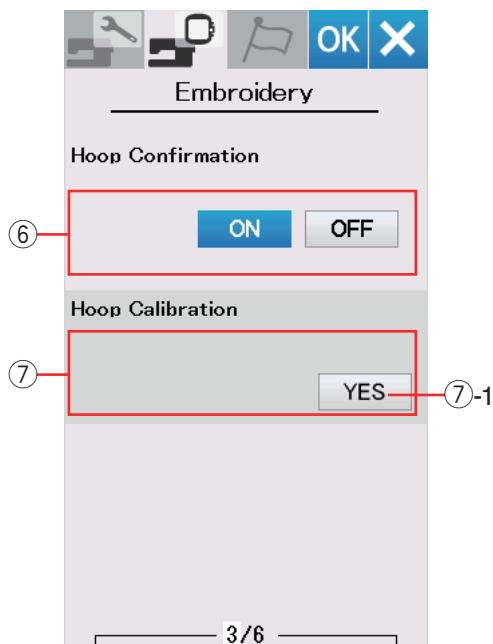 OK
Embroidery
Hoop Confirmation
⑥ ON OFF
Hoop Calibration
⑦ YES ⑦-1
3/6